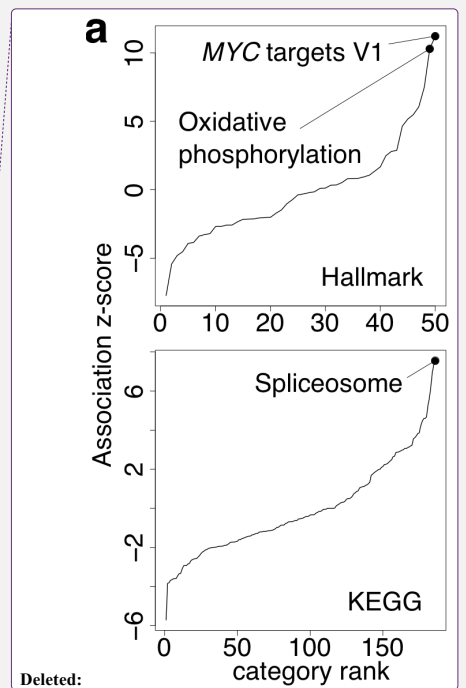 a
MYC targets V1
Oxidative
phosphorylation
Hallmark
10
5
0
−5
0 10 20 30 40 50
Association z-score
Spliceosome
KEGG
6
2
−2
−6
0 50 100 150
category rank
Deleted: